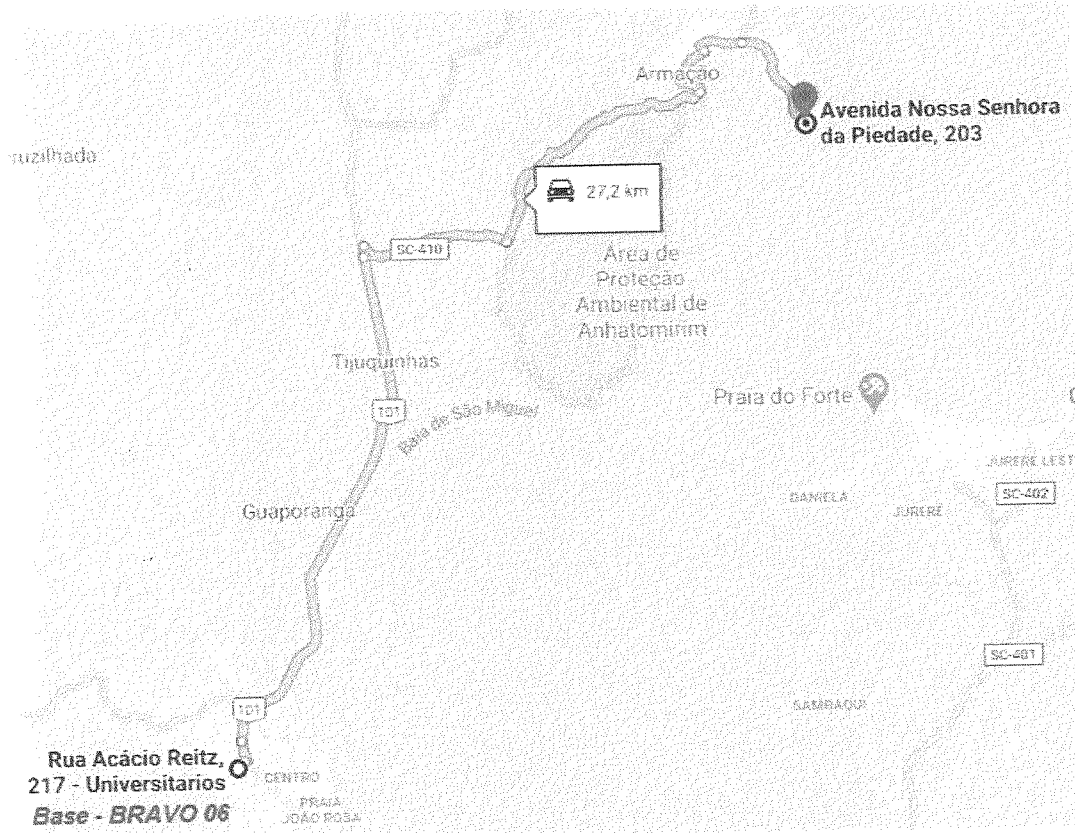 Armação
Avenida Nossa Senhora
da Piedade, 203
ruzilhada
27,2 km
SC-410
Área de
Proteção
Ambiental de
Anhatomirim
Tijuquinhas
101
Baía de São Miguel
Praia do Forte
JURERÊ LEST
SC-402
DANIELA
JURERÊ
Guaporanga
SC-401
101
SAMBAQUI
Rua Acácio Reitz,
217 - Universitarios
Base - BRAVO 06
CENTRO
PRAIA
JOÃO ROSA